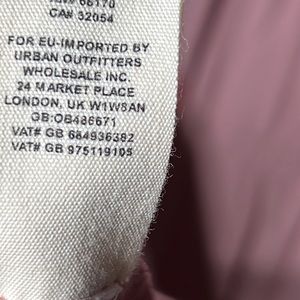 CA# 32054
FOR EU-IMPORTED BY
URBAN OUTFITTERS
WHOLESALE INC.
24 MARKET PLACE
LONDON, UK W1W8AN
GB:OB486671
VAT# GB 684936382
VAT# GB 975119105